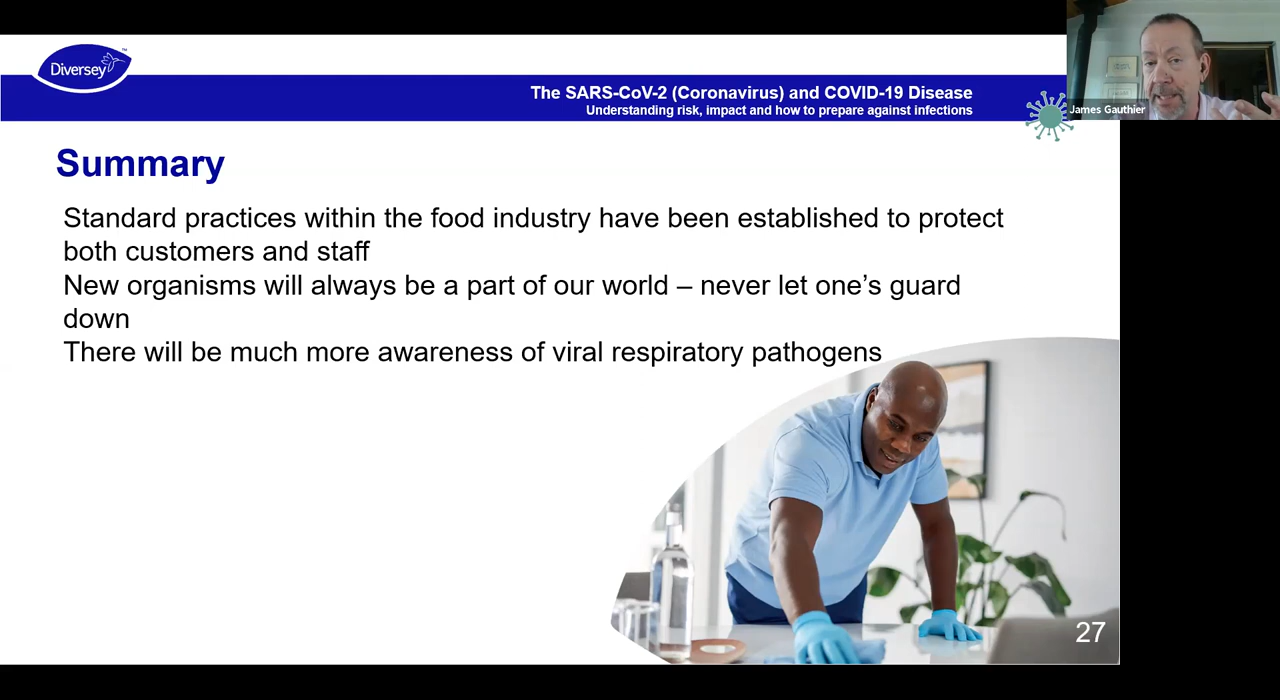 Diversey™
The SARS-CoV-2 (Coronavirus) and COVID-19 Disease
Understanding risk, impact and how to prepare against infections
James Gauthier
Summary
Standard practices within the food industry have been established to protect
both customers and staff
New organisms will always be a part of our world – never let one’s guard
down
There will be much more awareness of viral respiratory pathogens
27